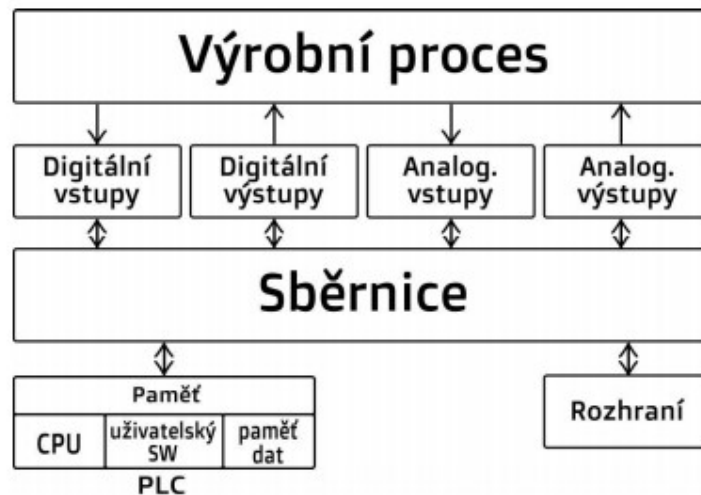 Výrobní proces
Digitální
vstupy
Digitální
výstupy
Analog.
vstupy
Analog.
výstupy
Sběrnice
Paměť
CPU
uživatelský
SW
paměť
dat
PLC
Rozhraní